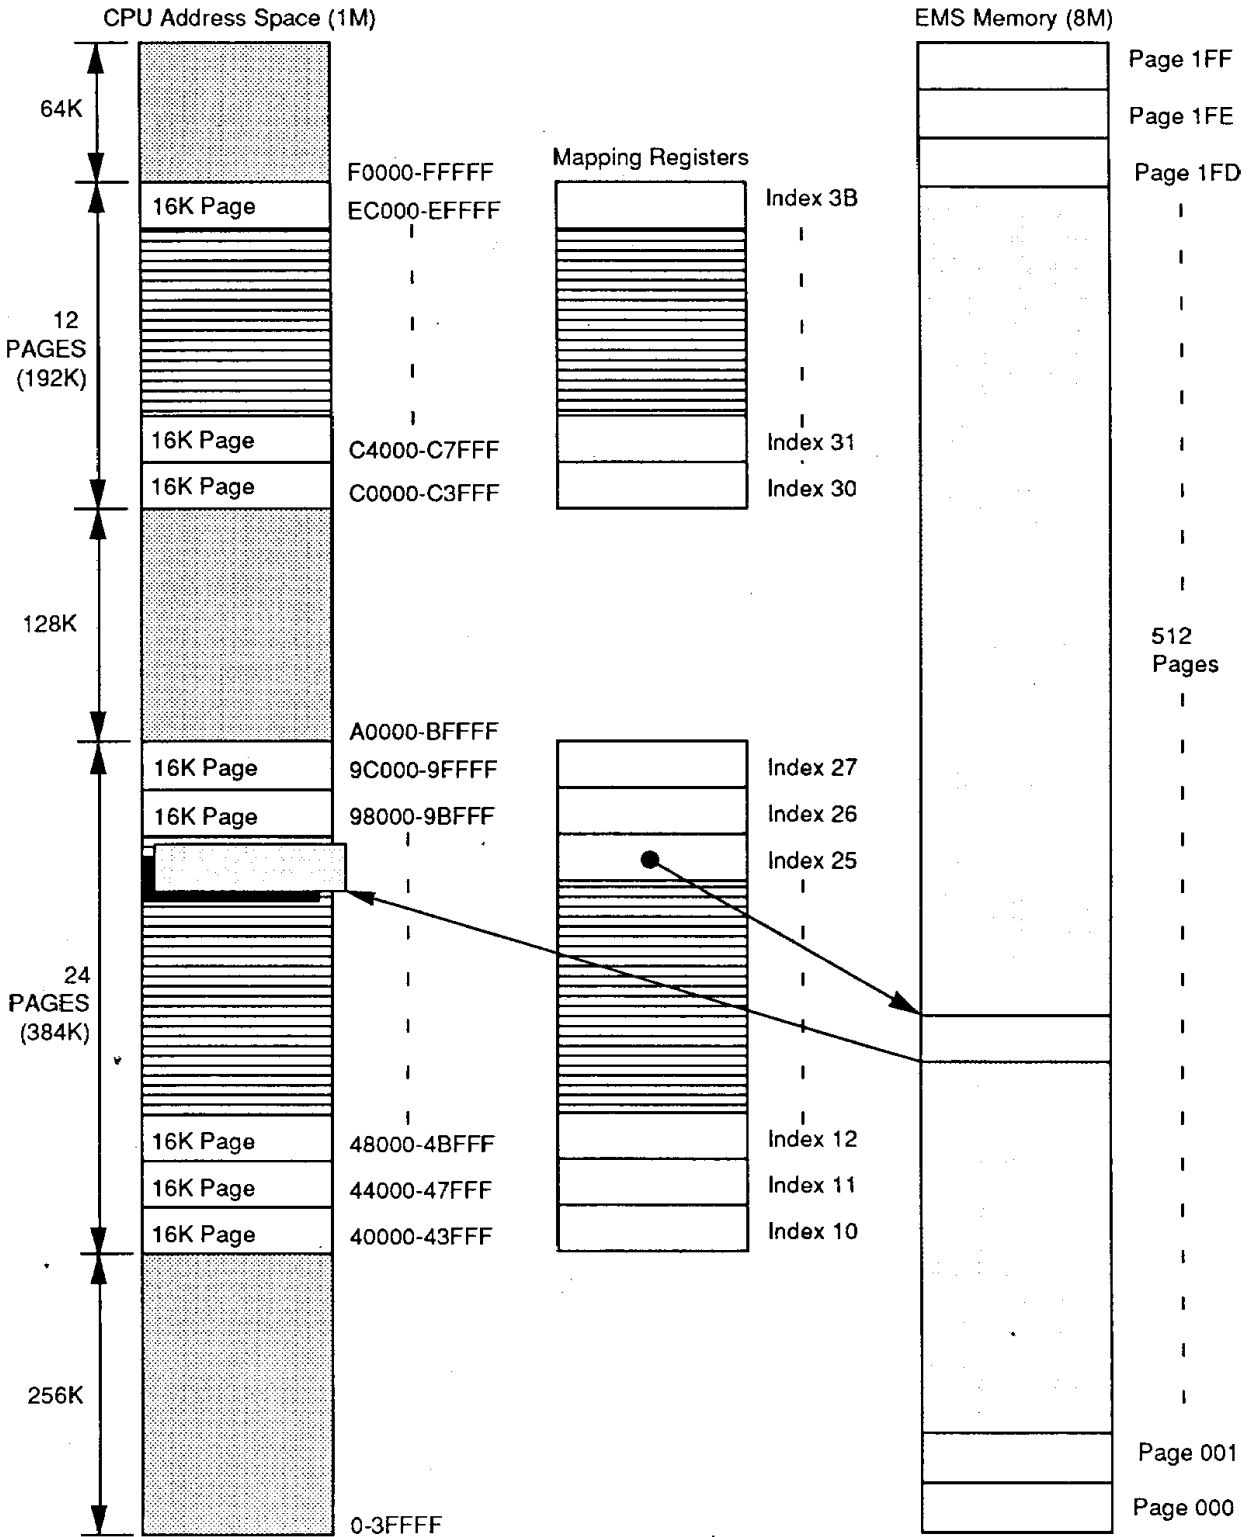 CPU Address Space (1M)
EMS Memory (8M)
64K
F0000-FFFFF
Page 1FF
Page 1FE
Page 1FD
Mapping Registers
16K Page
EC000-EFFFF
Index 3B
12
PAGES
(192K)
16K Page
C4000-C7FFF
Index 31
16K Page
C0000-C3FFF
Index 30
128K
A0000-BFFFF
512
Pages
16K Page
9C000-9FFFF
Index 27
16K Page
98000-9BFFF
Index 26
Index 25
24
PAGES
(384K)
16K Page
48000-4BFFF
Index 12
16K Page
44000-47FFF
Index 11
16K Page
40000-43FFF
Index 10
256K
0-3FFFF
Page 001
Page 000